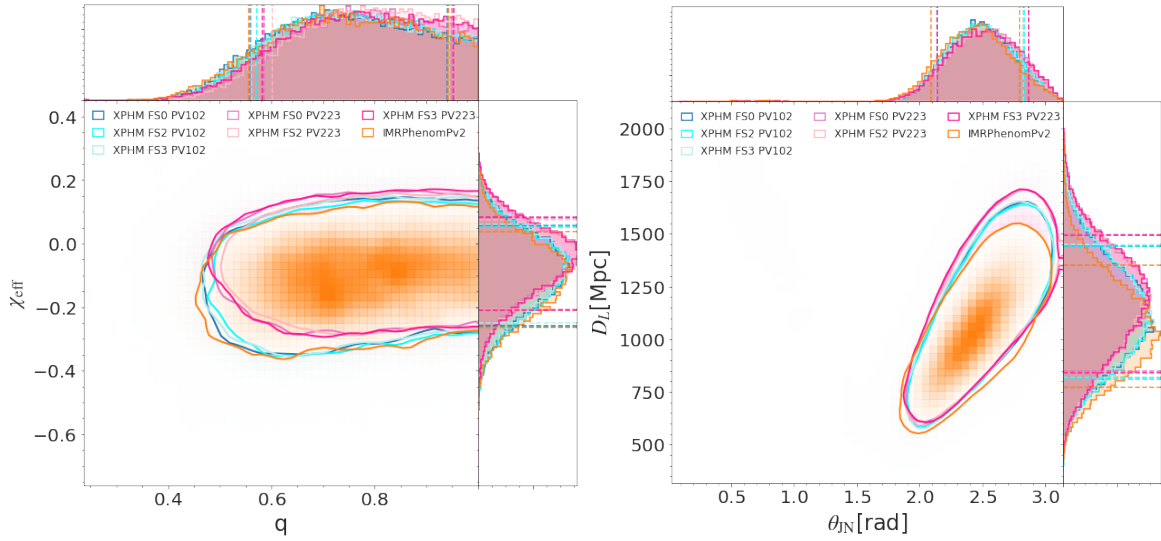 XPHM FS0 PV102 XPHM FS0 PV223 XPHM FS3 PV223
XPHM FS2 PV102 XPHM FS2 PV223 IMRPhenomPv2
XPHM FS3 PV102
0.4
0.2
0.0
−0.2
−0.4
−0.6
χeff
0.4 0.6 0.8
q
XPHM FS0 PV102 XPHM FS0 PV223 XPHM FS3 PV223
XPHM FS2 PV102 XPHM FS2 PV223 IMRPhenomPv2
XPHM FS3 PV102
2000
1750
1500
1250
1000
750
500
DL[Mpc]
0.5 1.0 1.5 2.0 2.5 3.0
θJN[rad]